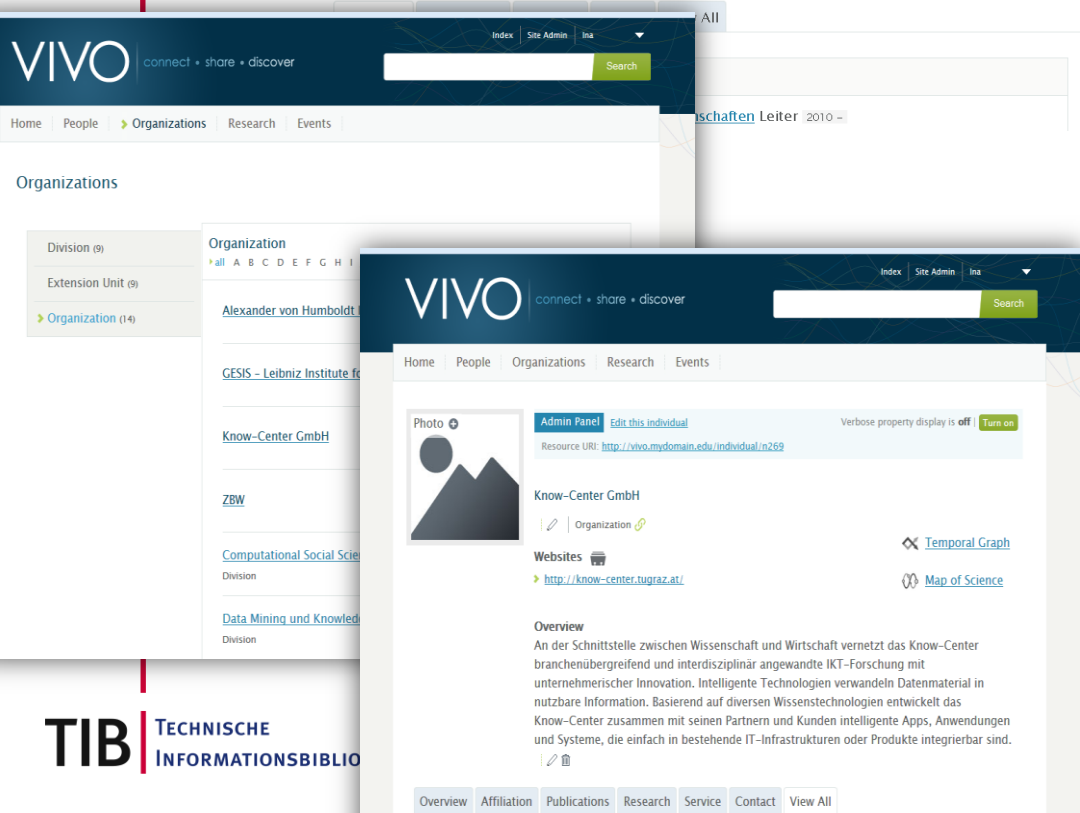 All
schaften Leiter 2010 –
VIVO connect • share • discover
Index Site Admin Ina
Search
Home People Organizations Research Events
Organizations
Division (9)
Extension Unit (9)
Organization (14)
Organization
all A B C D E F G H I
Alexander von Humboldt
GESIS – Leibniz Institute
Know-Center GmbH
ZBW
Computational Social
Division
Data Mining und
Division
VIVO connect • share • discover
Index Site Admin Ina
Search
Home People Organizations Research Events
Photo
Admin Panel Edit this individual
Verbose property display is off | Turn on
Resource URI: http://vivo.mydomain.edu/individual/n269
Know-Center GmbH
Organization
Websites
http://know-center.tugraz.at/
Temporal Graph
Map of Science
Overview
An der Schnittstelle zwischen Wissenschaft und Wirtschaft vernetzt das Know-Center
branchenübergreifend und interdisziplinär angewandte IKT-Forschung mit
unternehmerischer Innovation. Intelligente Technologien verwandeln Datenmaterial in
nutzbare Information. Basierend auf diversen Wissenstechnologien entwickelt das
Know-Center zusammen mit seinen Partnern und Kunden intelligente Apps, Anwendungen
und Systeme, die einfach in bestehende IT-Infrastrukturen oder Produkte integrierbar sind.
Overview Affiliation Publications Research Service Contact View All
TIB TECHNISCHE
INFORMATIONSBIBLIO